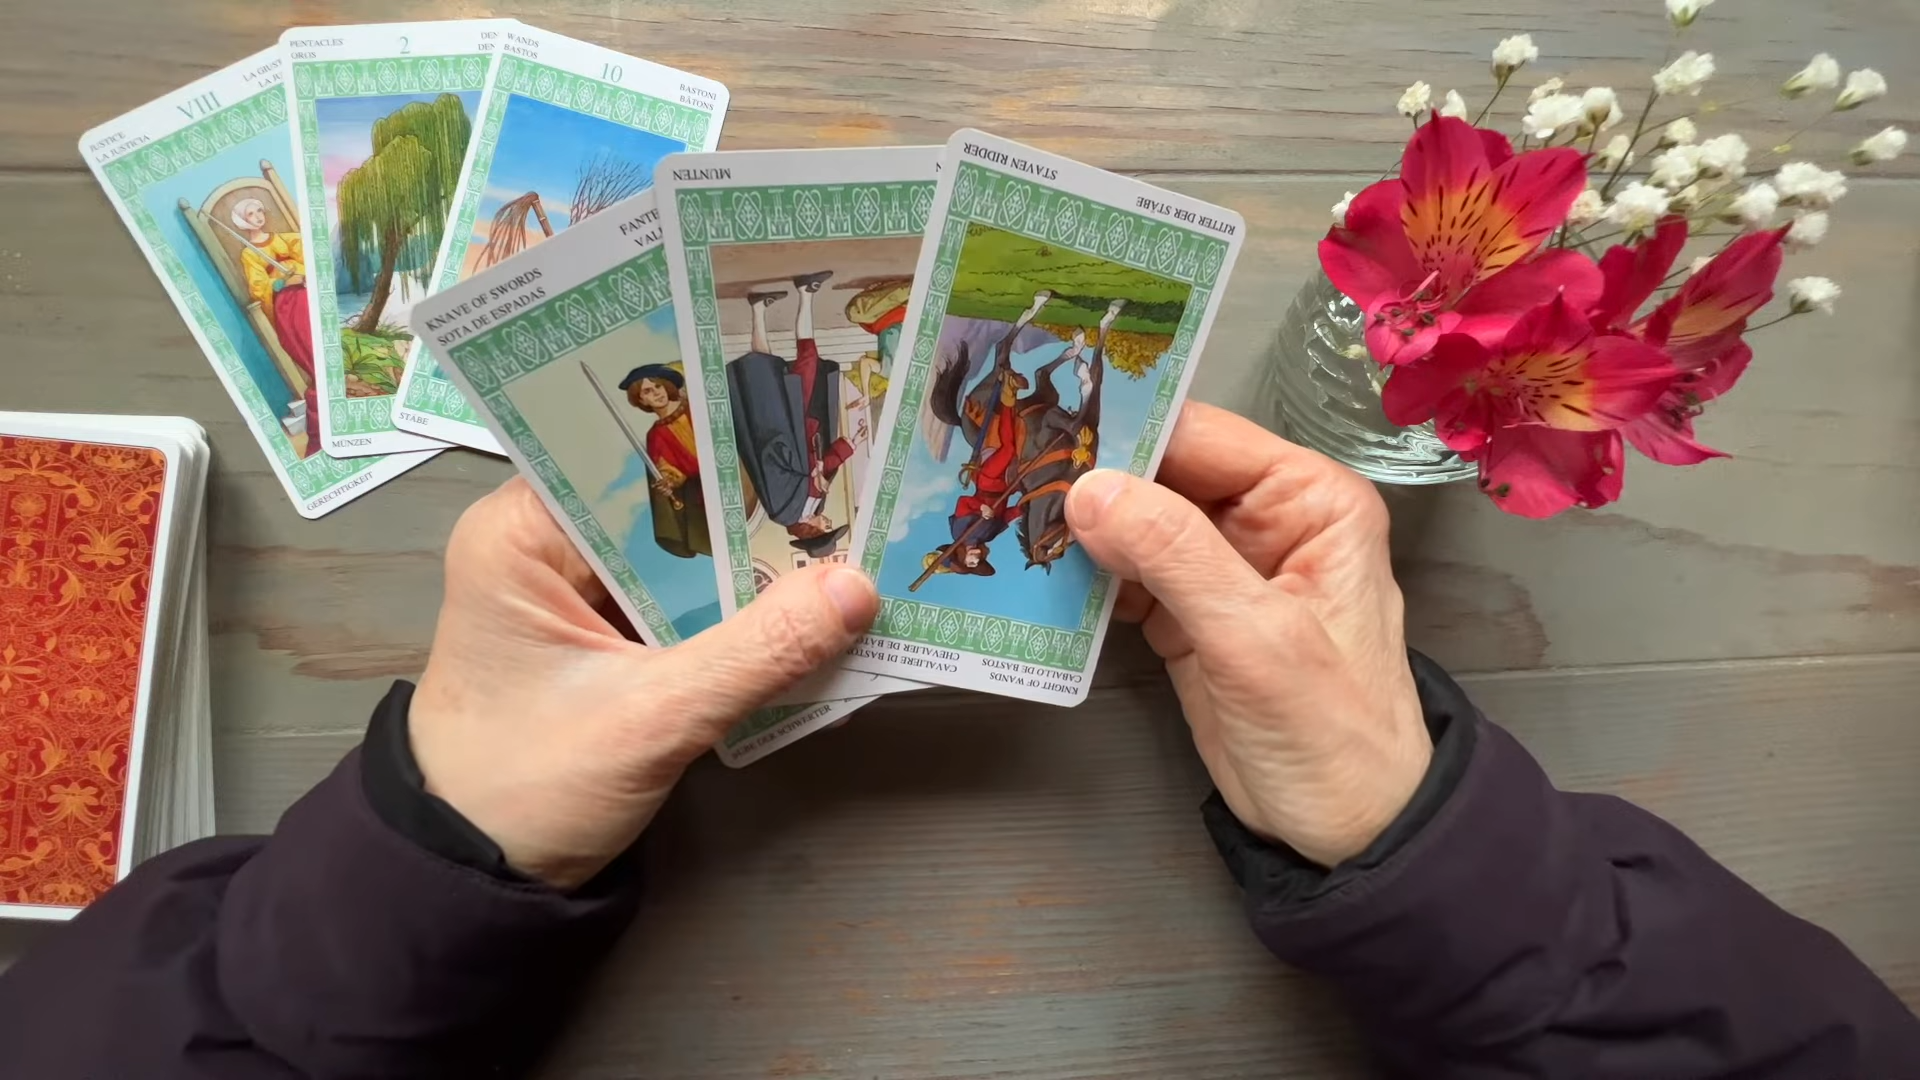 JUSTICE
LA JUSTICIA
VIII
LA GIUST
LA JU
GERECHTIGKEIT
PENTACLES
OROS
2
DEN
DEN
MÜNZEN
WANDS
BASTOS
10
BASTONI
BÂTONS
STÄBE
KNAVE OF SWORDS
SOTA DE ESPADAS
FANTE
VAL
BUBE DER SCHWERTER
MUNTEN
STAVEN RIDDER
RITTER DER STÄBE
KNIGHT OF WANDS
CABALLO DE BASTOS
CAVALIERE DI BASTONI
CHEVALIER DE BÂTO